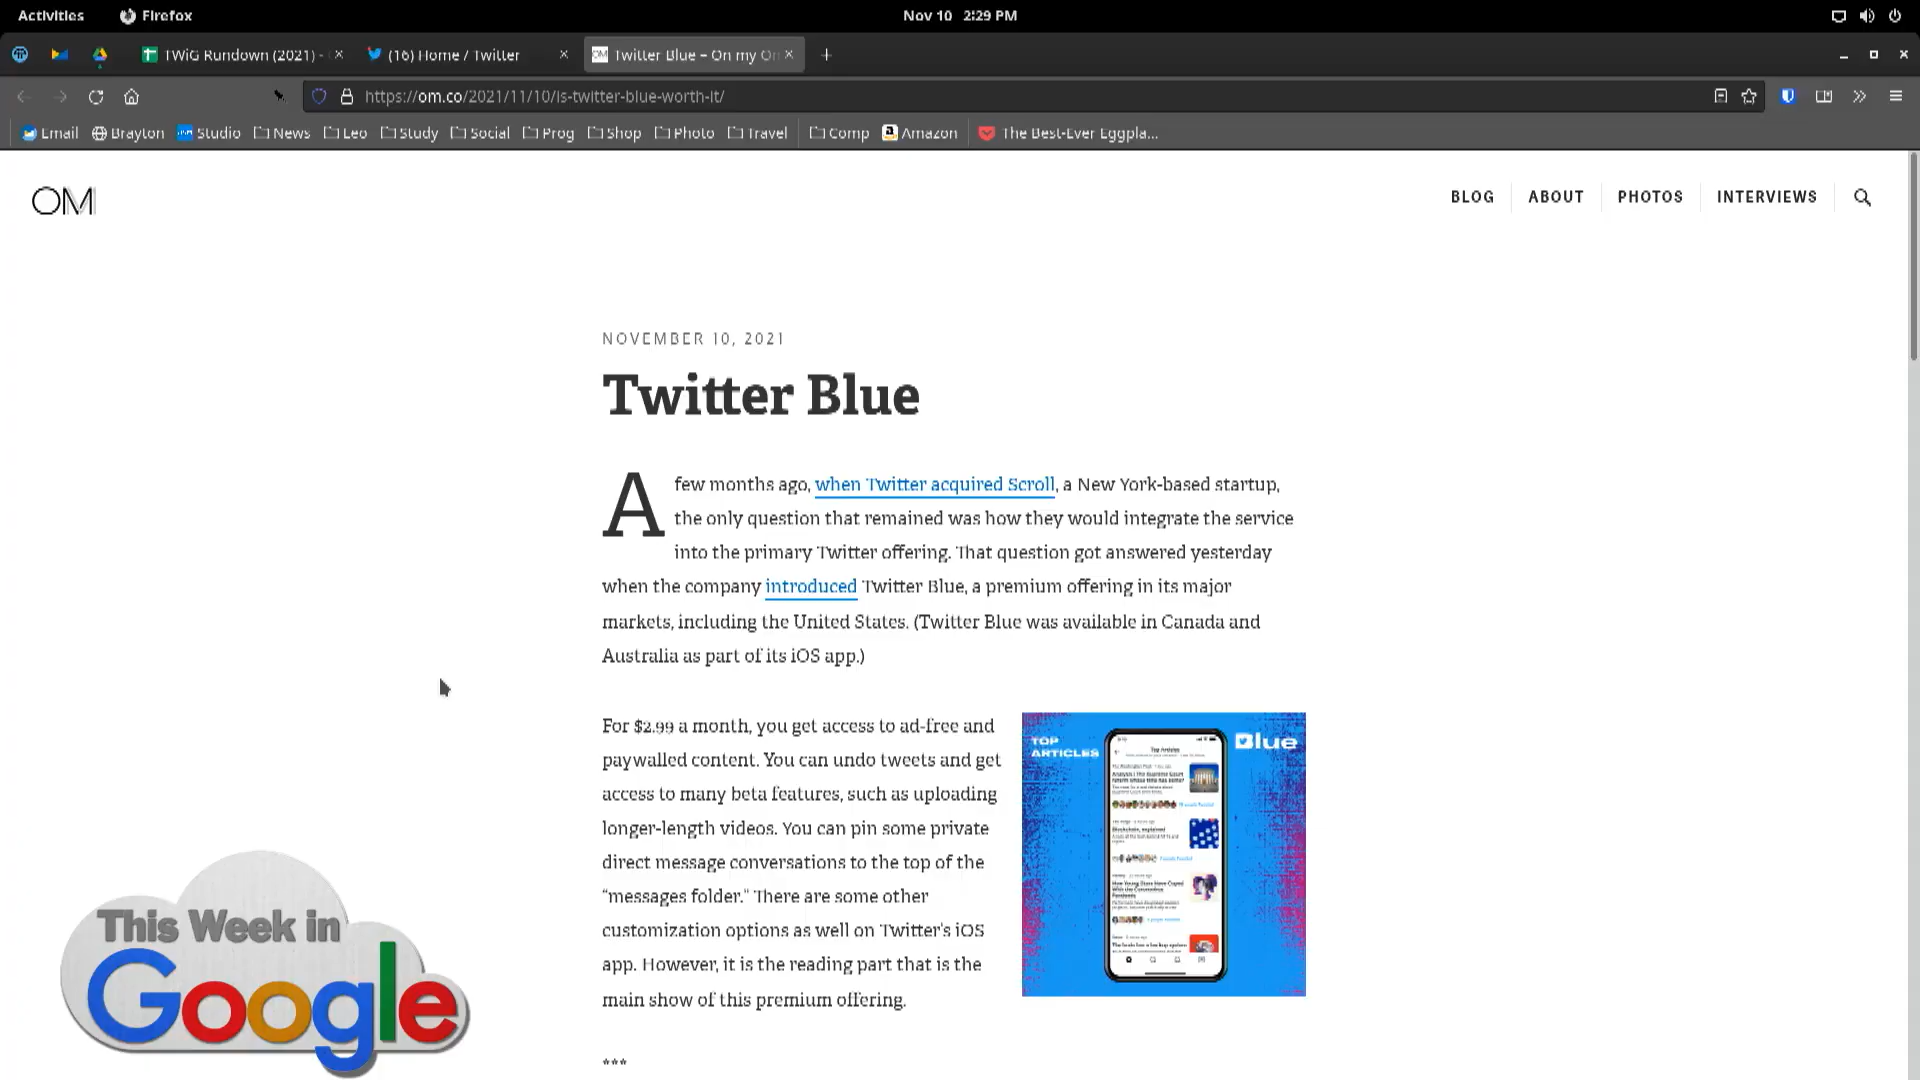 Activities Firefox Nov 10 2:29 PM
TWiG Rundown (2021) - (16) Home / Twitter Twitter Blue – On my On
https://om.co/2021/11/10/is-twitter-blue-worth-it/
Email Brayton Studio News Leo Study Social Prog Shop Photo Travel Comp Amazon The Best-Ever Eggpla...
OM BLOG ABOUT PHOTOS INTERVIEWS
NOVEMBER 10, 2021
Twitter Blue
A few months ago, when Twitter acquired Scroll, a New York-based startup,
the only question that remained was how they would integrate the service
into the primary Twitter offering. That question got answered yesterday
when the company introduced Twitter Blue, a premium offering in its major
markets, including the United States. (Twitter Blue was available in Canada and
Australia as part of its iOS app.)
For $2.99 a month, you get access to ad-free and
paywalled content. You can undo tweets and get
access to many beta features, such as uploading
longer-length videos. You can pin some private
direct message conversations to the top of the
“messages folder.” There are some other
customization options as well on Twitter's iOS
app. However, it is the reading part that is the
main show of this premium offering.
***
TOP
ARTICLES
Blue
Top Articles
Blockchain, explained
This Week in
Google